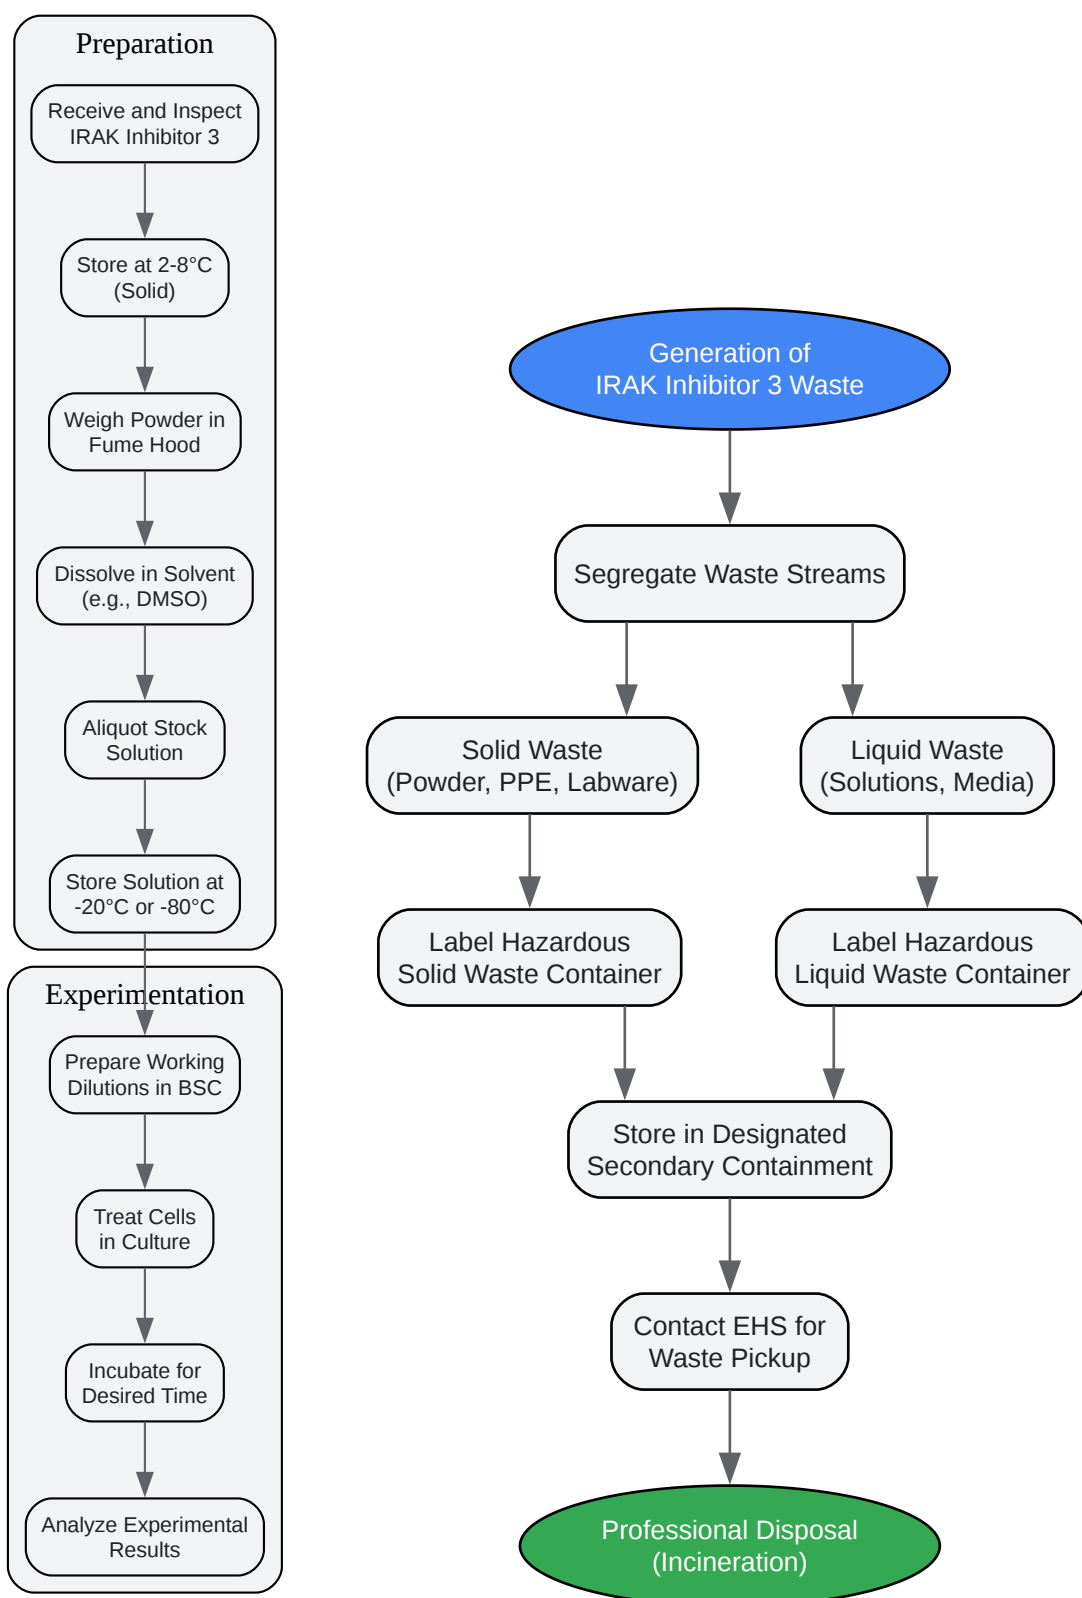 Preparation
Receive and Inspect
IRAK Inhibitor 3
Store at 2-8°C
(Solid)
Weigh Powder in
Fume Hood
Dissolve in Solvent
(e.g., DMSO)
Aliquot Stock
Solution
Store Solution at
-20°C or -80°C
Experimentation
Prepare Working
Dilutions in BSC
Treat Cells
in Culture
Incubate for
Desired Time
Analyze Experimental
Results
Generation of
IRAK Inhibitor 3 Waste
Segregate Waste Streams
Solid Waste
(Powder, PPE, Labware)
Liquid Waste
(Solutions, Media)
Label Hazardous
Solid Waste Container
Label Hazardous
Liquid Waste Container
Store in Designated
Secondary Containment
Contact EHS for
Waste Pickup
Professional Disposal
(Incineration)